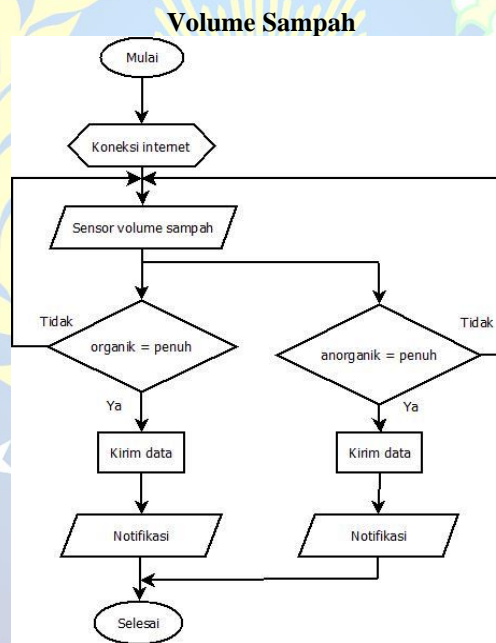 Volume Sampah
Mulai
Koneksi internet
Sensor volume sampah
Tidak
organik = penuh
Tidak
anorganik = penuh
Ya
Ya
Kirim data
Kirim data
Notifikasi
Notifikasi
Selesai